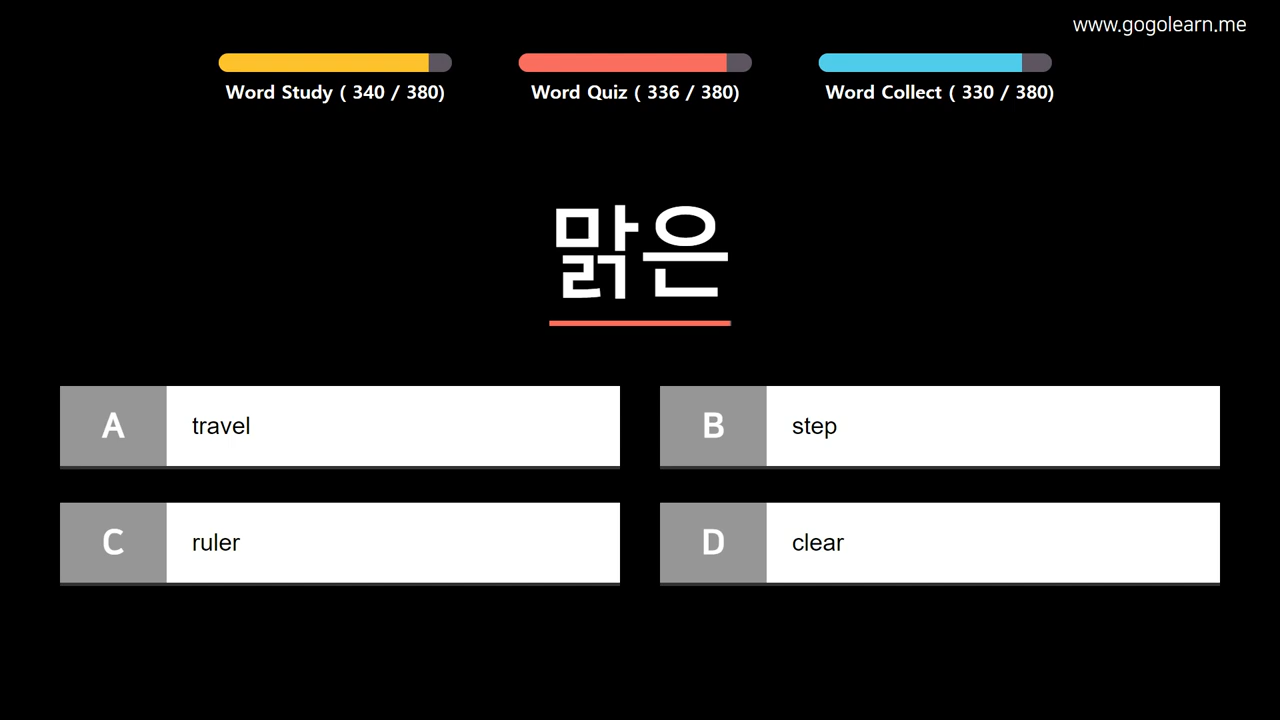 www.gogolearn.me
Word Study ( 340 / 380)
Word Quiz ( 336 / 380)
Word Collect ( 330 / 380)
맑은
A travel
B step
C ruler
D clear